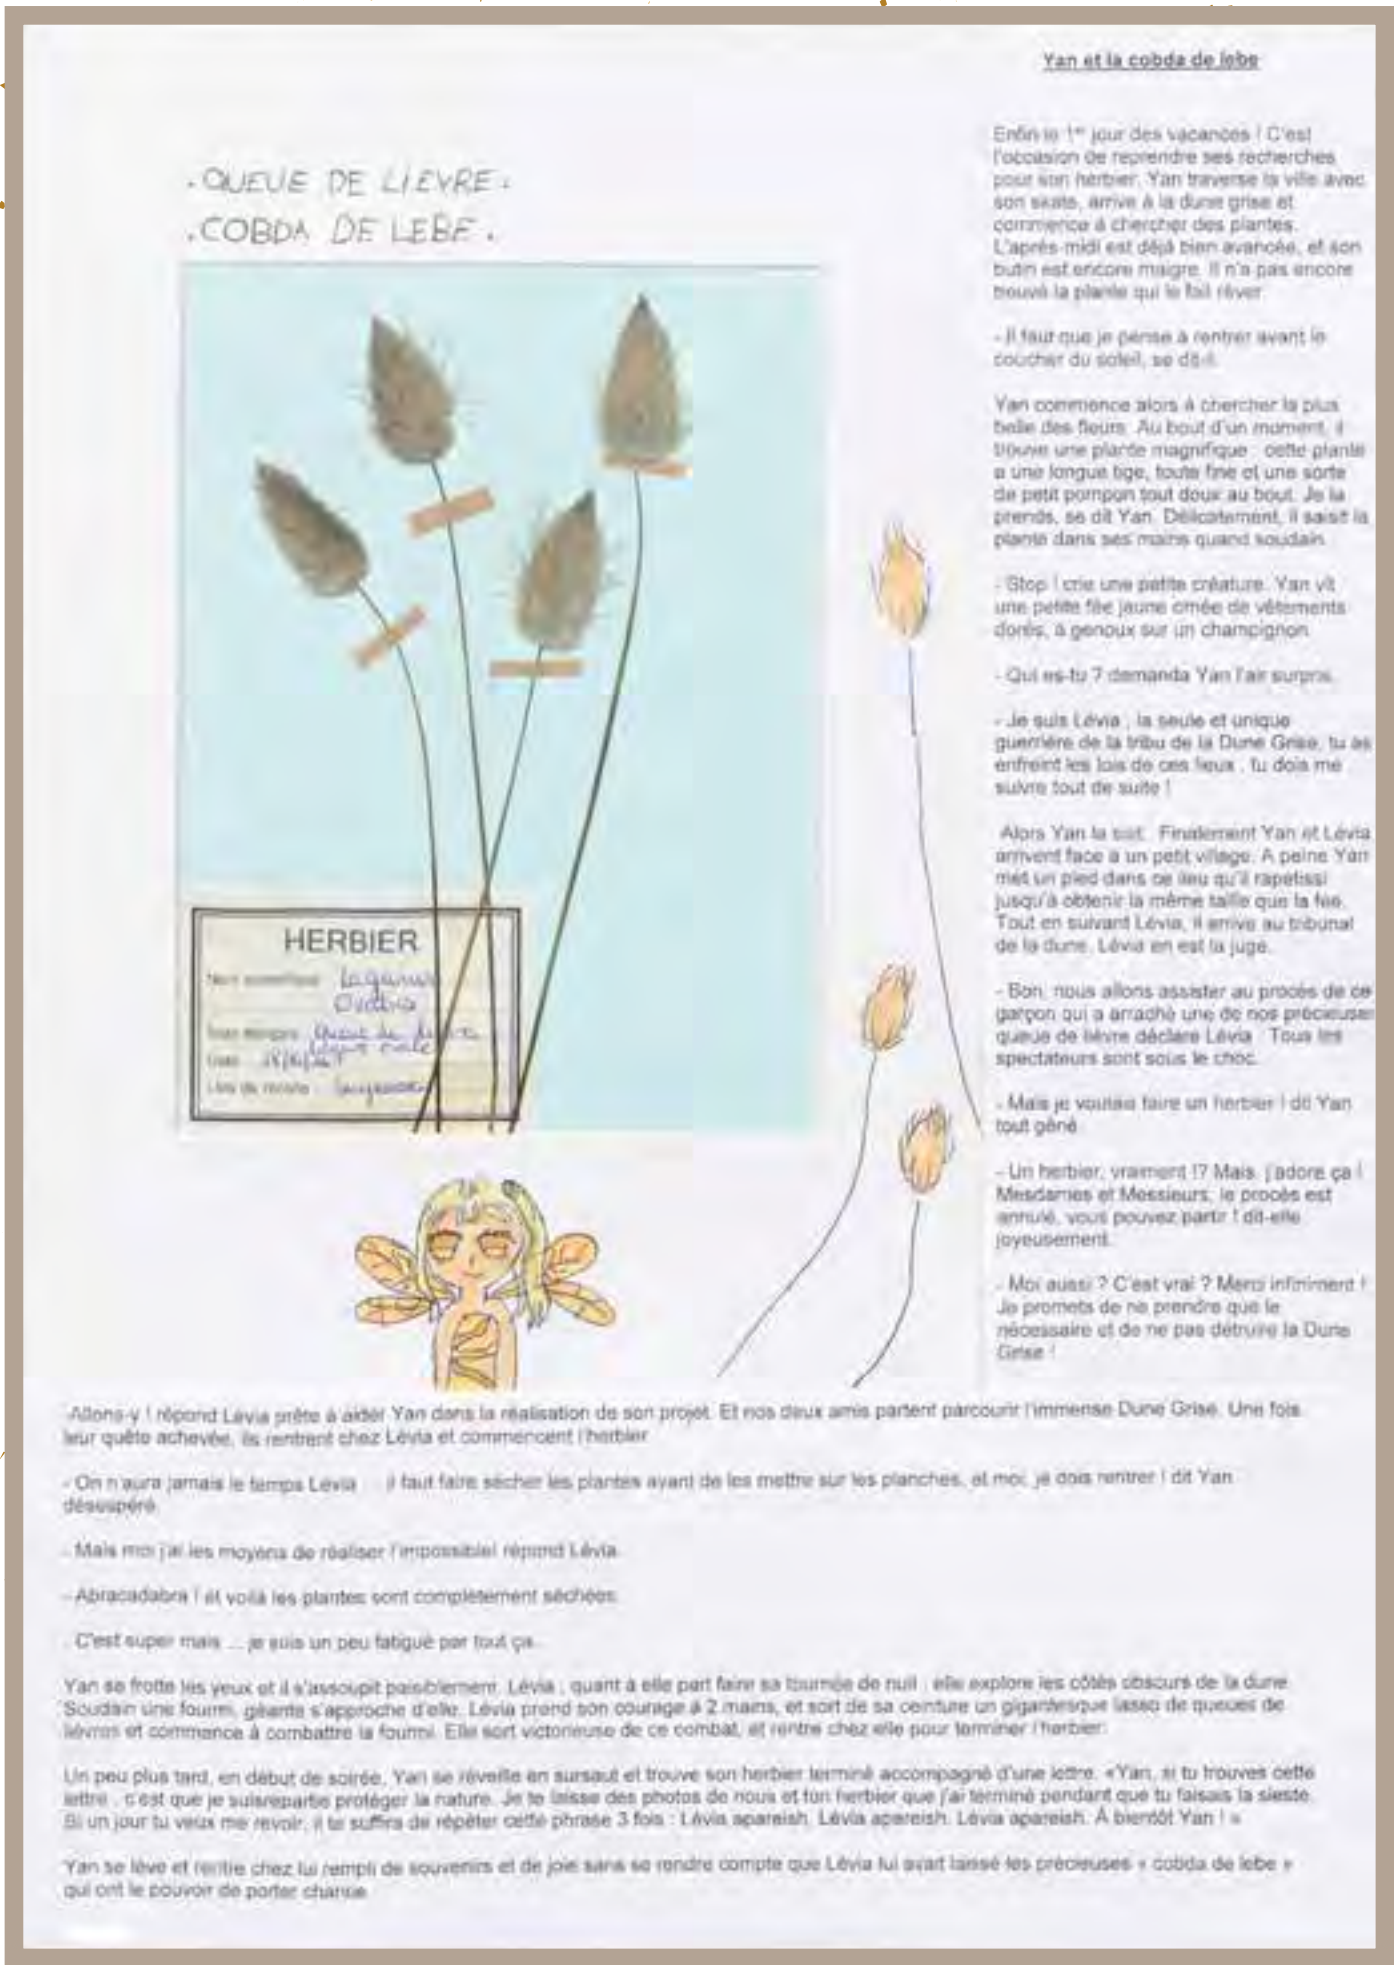 Yan et la cobda de lebe
. QUEUE DE LIEVRE .
. COBDA DE LEBE .
Enfin le 1er jour des vacances ! C'est
l'occasion de reprendre ses recherches
pour son herbier. Yan traverse la ville avec
son skate, arrive à la dune grise et
commence à chercher des plantes.
L'après-midi est déjà bien avancée, et son
butin est encore maigre. Il n'a pas encore
trouvé la plante qui le fait rêver.
- Il faut que je pense à rentrer avant le
coucher du soleil, se dit-il.
Yan commence alors à chercher la plus
belle des fleurs. Au bout d'un moment, il
trouve une plante magnifique : cette plante
a une longue tige, toute fine et une sorte
de petit pompon tout doux au bout. Je la
prends, se dit Yan. Délicatement, il saisit la
plante dans ses mains quand soudain
- Stop ! crie une petite créature. Yan vit
une petite fée jaune ornée de vêtements
dorés, à genoux sur un champignon.
- Qui es-tu ? demanda Yan l'air surpris.
- Je suis Lévia , la seule et unique
guerrière de la tribu de la Dune Grise, tu as
enfreint les lois de ces lieux , tu dois me
suivre tout de suite !
Alors Yan la suit. Finalement Yan et Lévia
arrivent face à un petit village. A peine Yan
met un pied dans ce lieu qu'il rapetissi
jusqu'à obtenir la même taille que la fée.
Tout en suivant Lévia, il arrive au tribunal
de la dune. Lévia en est la juge.
- Bon, nous allons assister au procès de ce
garçon qui a arraché une de nos précieuses
queue de lièvre déclare Lévia . Tous les
spectateurs sont sous le choc.
- Mais je voulais faire un herbier ! dit Yan
tout gêné.
- Un herbier, vraiment !? Mais, j'adore ça !
Mesdames et Messieurs, le procès est
annulé, vous pouvez partir ! dit-elle
joyeusement.
- Moi aussi ? C'est vrai ? Merci infiniment !
Je promets de ne prendre que le
nécessaire et de ne pas détruire la Dune
Grise !
HERBIER
Nom scientifique : Lagurus
Date
Lieu de récolte :
-Allons-y ! répond Lévia prête à aider Yan dans la réalisation de son projet. Et nos deux amis partent parcourir l'immense Dune Grise. Une fois
leur quête achevée, ils rentrent chez Lévia et commencent l'herbier.
- On n'aura jamais le temps Lévia ... il faut faire sécher les plantes avant de les mettre sur les planches, et moi, je dois rentrer ! dit Yan
désespéré.
- Mais moi j'ai les moyens de réaliser l'impossible! répond Lévia.
- Abracadabra ! et voilà les plantes sont complètement séchées.
- C'est super mais ... je suis un peu fatigué par tout ça.
Yan se frotte les yeux et il s'assoupit paisiblement. Lévia , quant à elle part faire sa tournée de nuit ; elle explore les côtés obscurs de la dune.
Soudain une fourmi, géante s'approche d'elle. Lévia prend son courage à 2 mains, et sort de sa ceinture un gigantesque lasso de queues de
lièvres et commence à combattre la fourmi. Elle sort victorieuse de ce combat, et rentre chez elle pour terminer l'herbier.
Un peu plus tard, en début de soirée, Yan se réveille en sursaut et trouve son herbier terminé accompagné d'une lettre. «Yan, si tu trouves cette
lettre , c'est que je suisrepartie protéger la nature. Je te laisse des photos de nous et ton herbier que j'ai terminé pendant que tu faisais la sieste.
Si un jour tu veux me revoir, il te suffira de répéter cette phrase 3 fois : Lévia apareish, Lévia apareish, Lévia apareish. À bientôt Yan ! »
Yan se lève et rentre chez lui rempli de souvenirs et de joie sans se rendre compte que Lévia lui avait laissé les précieuses « cobda de lebe »
qui ont le pouvoir de porter chance.